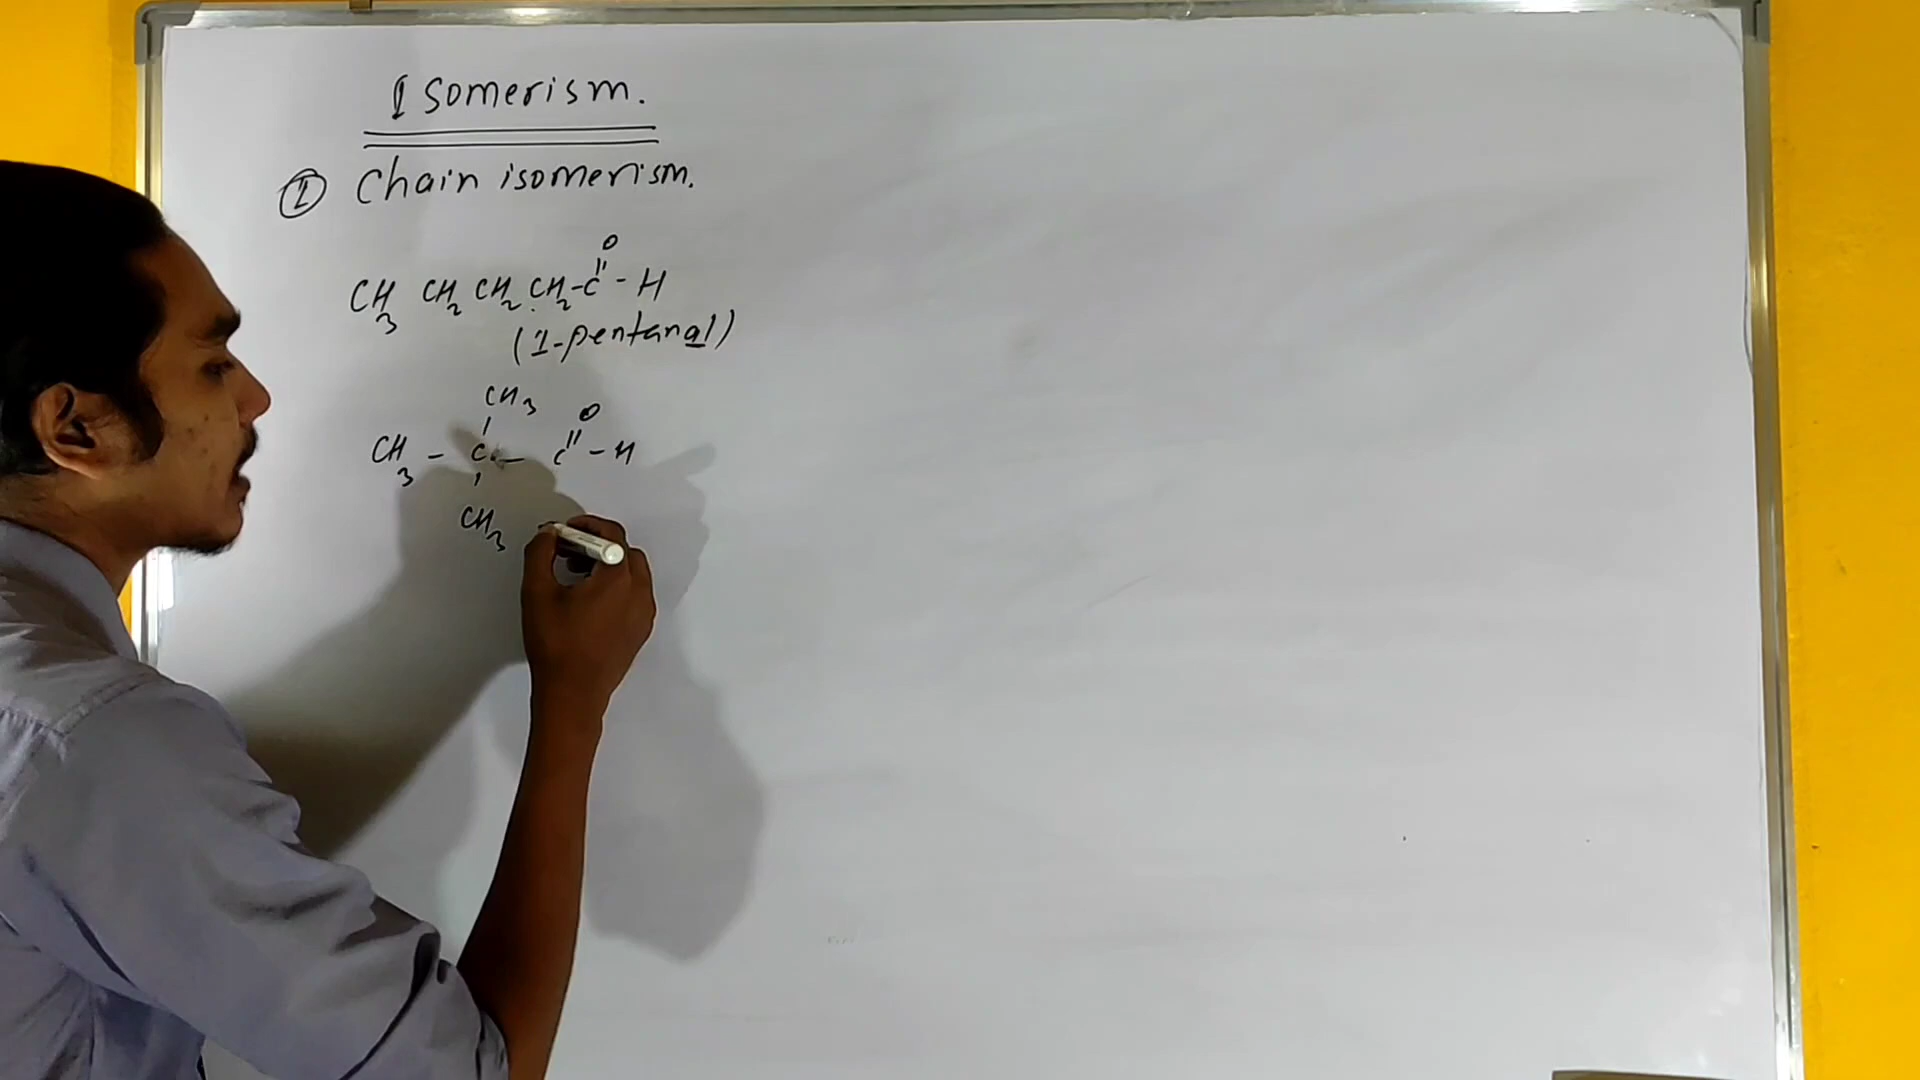 Isomerism.
① Chain isomerism.
O
||
CH3 CH2 CH2 CH2-C-H
(1-pentanal)
CH3 O
| ||
CH3 - C - C - H
|
CH3